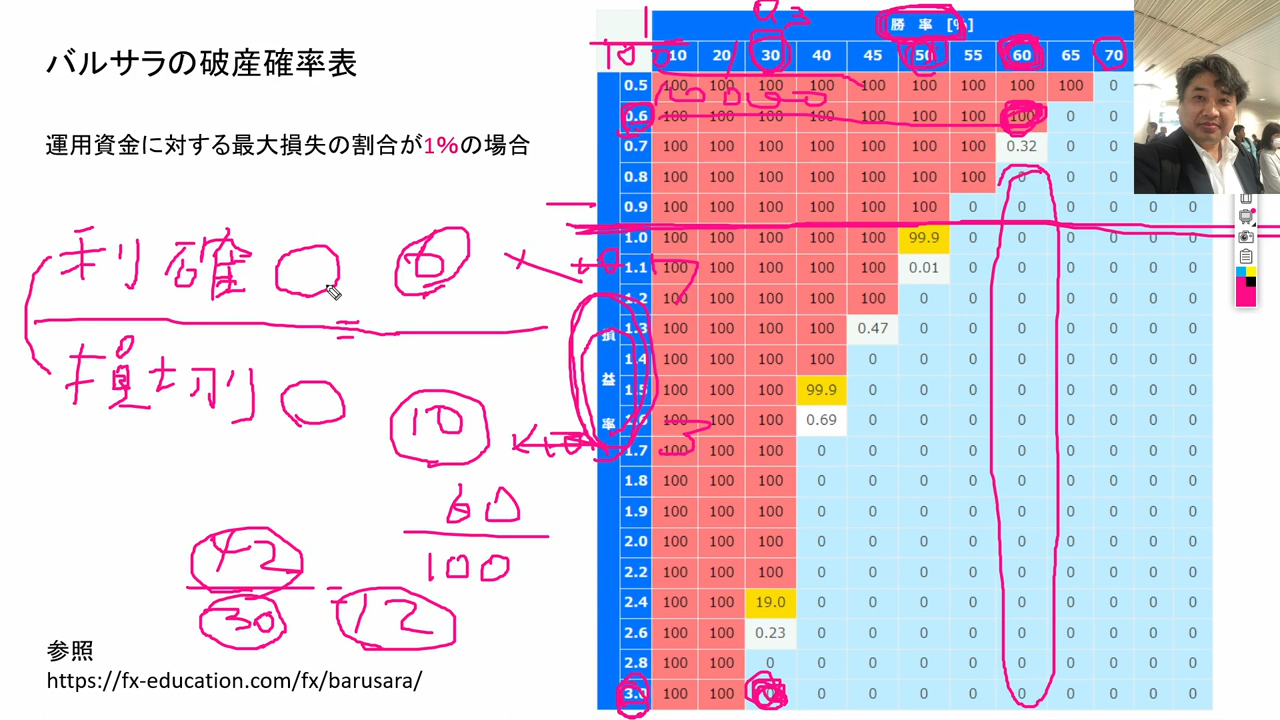 バルサラの破産確率表
運用資金に対する最大損失の割合が1%の場合
勝 率 [%]
10 20 30 40 45 50 55 60 65 70
損益率
0.5 100 100 100 100 100 100 100 100 100 0
0.6 100 100 100 100 100 100 100 100 0 0
0.7 100 100 100 100 100 100 100 0.32 0 0
0.8 100 100 100 100 100 100 100 0 0 0
0.9 100 100 100 100 100 100 0 0 0 0 0 0
1.0 100 100 100 100 100 99.9 0 0 0 0 0 0
1.1 100 100 100 100 100 0.01 0 0 0 0 0 0
1.2 100 100 100 100 100 0 0 0 0 0 0 0
1.3 100 100 100 100 0.47 0 0 0 0 0 0 0
1.4 100 100 100 100 0 0 0 0 0 0 0 0
1.5 100 100 100 99.9 0 0 0 0 0 0 0 0
1.6 100 100 100 0.69 0 0 0 0 0 0 0 0
1.7 100 100 100 0 0 0 0 0 0 0 0 0
1.8 100 100 100 0 0 0 0 0 0 0 0 0
1.9 100 100 100 0 0 0 0 0 0 0 0 0
2.0 100 100 100 0 0 0 0 0 0 0 0 0
2.2 100 100 100 0 0 0 0 0 0 0 0 0
2.4 100 100 19.0 0 0 0 0 0 0 0 0 0
2.6 100 100 0.23 0 0 0 0 0 0 0 0 0
2.8 100 100 0 0 0 0 0 0 0 0 0 0
3.0 100 100 0 0 0 0 0 0 0 0 0 0
利確
損切り
=
6
10
60
100
42
30
= 12
参照
https://fx-education.com/fx/barusara/